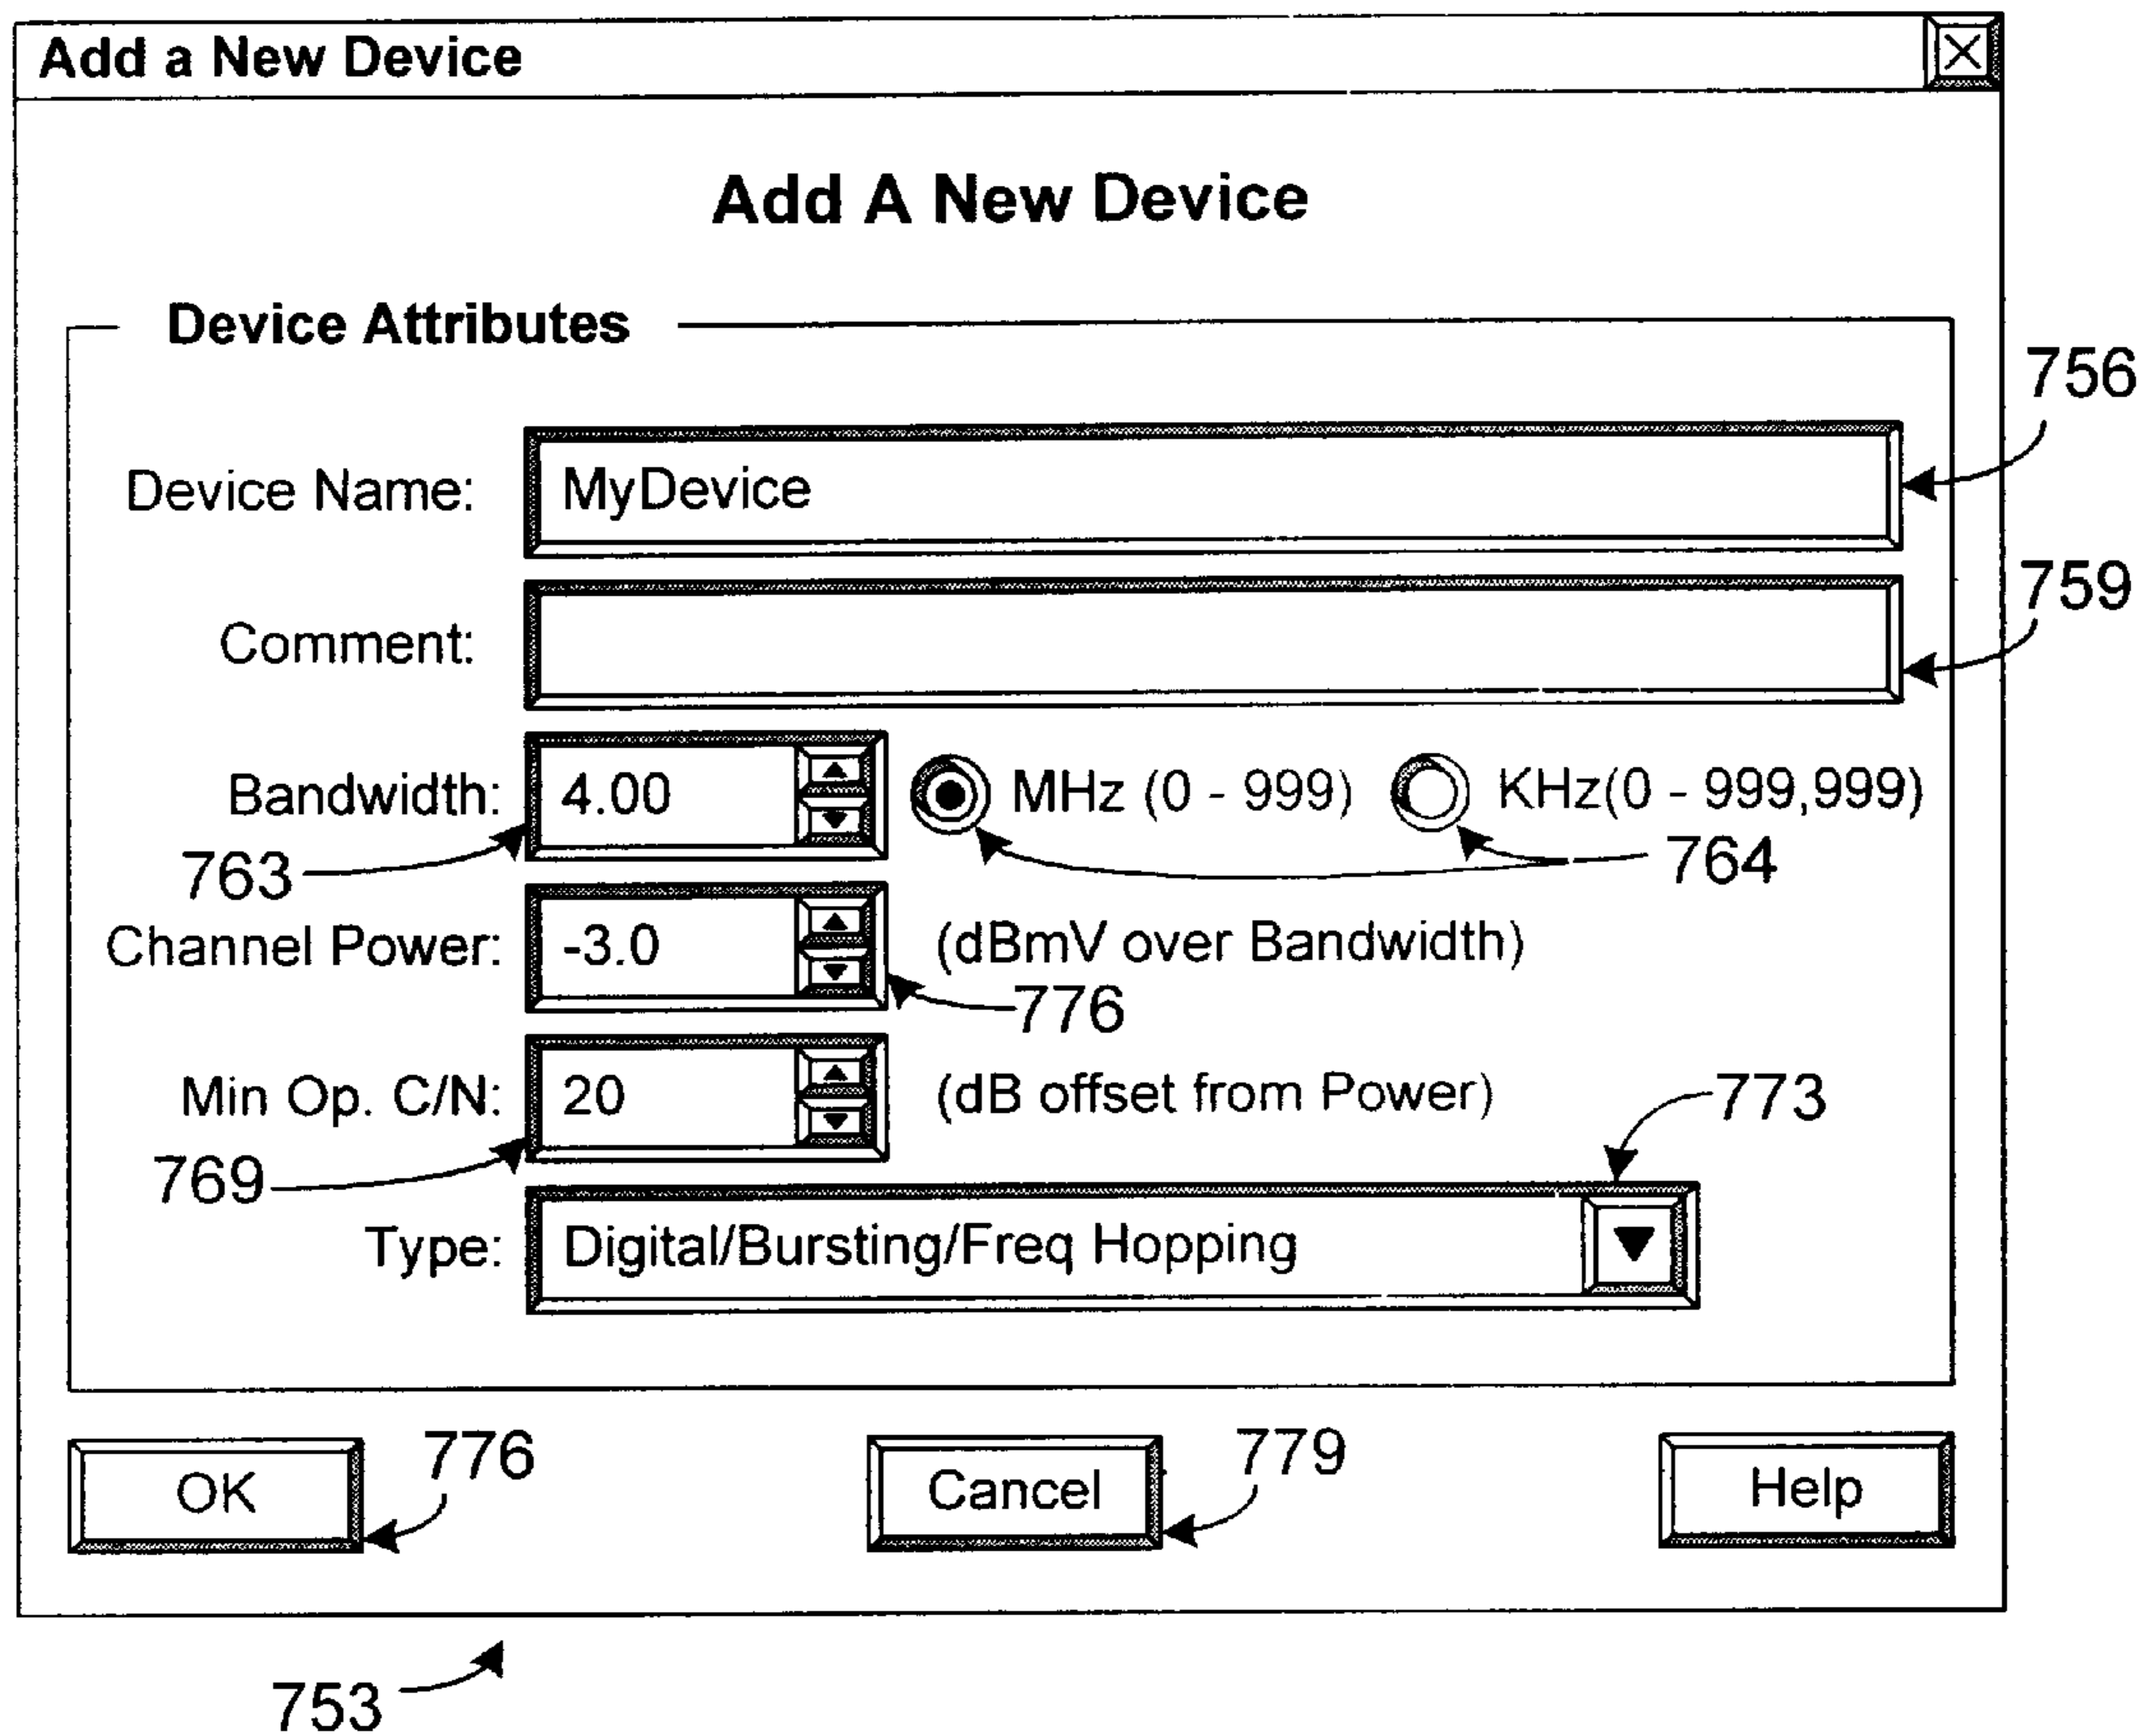 Add a New Device
Add A New Device
Device Attributes
756
Device Name: MyDevice
759
Comment:
Bandwidth: 4.00 MHz (0 - 999) KHz(0 - 999,999)
763 764
Channel Power: -3.0 (dBmV over Bandwidth)
776
Min Op. C/N: 20 (dB offset from Power) 773
769
Type: Digital/Bursting/Freq Hopping
776 779
OK Cancel Help
753